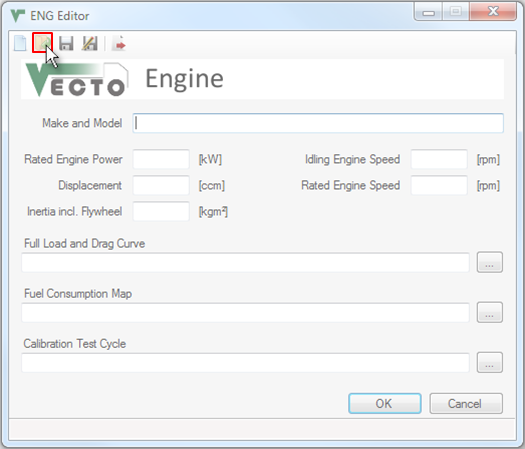 ENG Editor
VECTO Engine
Make and Model
Rated Engine Power [kW] Idling Engine Speed [rpm]
Displacement [ccm] Rated Engine Speed [rpm]
Inertia incl. Flywheel [kgm²]
Full Load and Drag Curve
...
Fuel Consumption Map
...
Calibration Test Cycle
...
OK Cancel